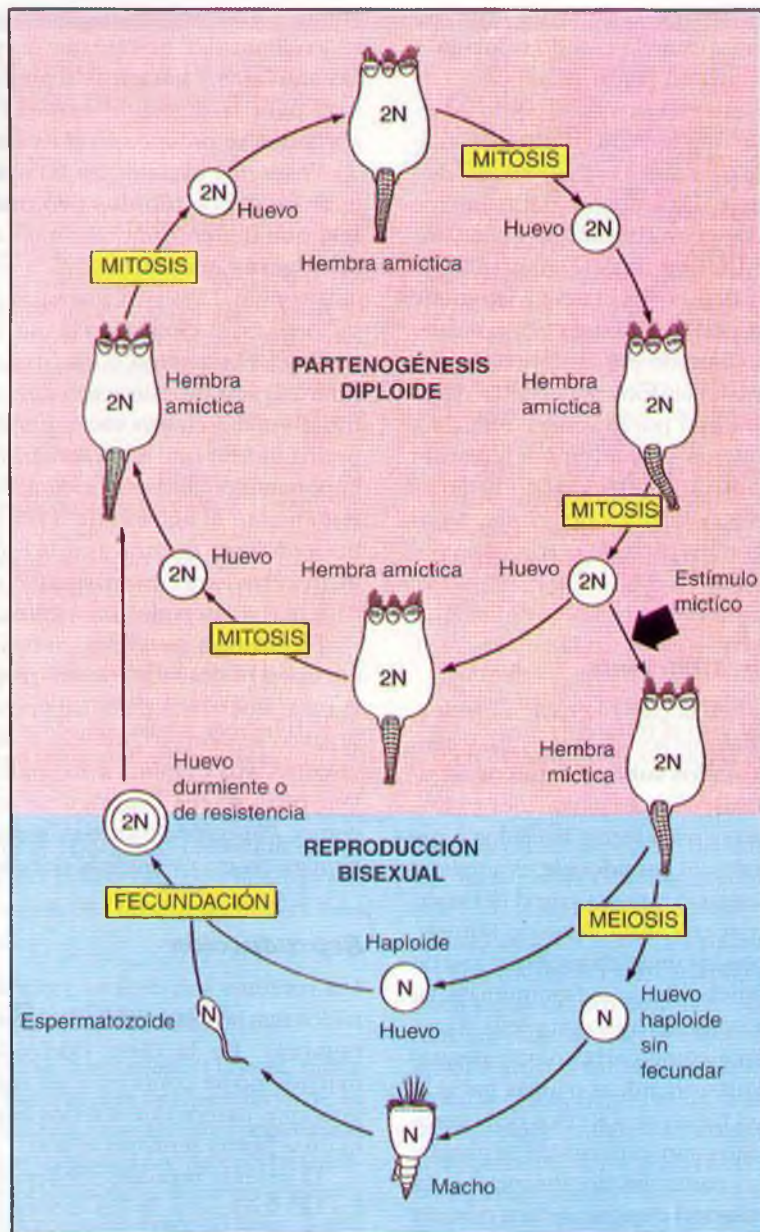 2N
MITOSIS
2N
Huevo
Huevo
2N
Hembra amíctica
MITOSIS
PARTENOGÉNESIS
DIPLOIDE
2N
Hembra
amíctica
Hembra
amíctica
2N
MITOSIS
Huevo
2N
Hembra amíctica
Huevo
2N
Estímulo
mictíco
MITOSIS
2N
Hembra
míctica
2N
Huevo
durmiente o
de resistencia
2N
REPRODUCCIÓN
BISEXUAL
FECUNDACIÓN
MEIOSIS
Haploide
N
Huevo
N
Huevo
haploide
sin
fecundar
Espermatozoide
N
N
Macho